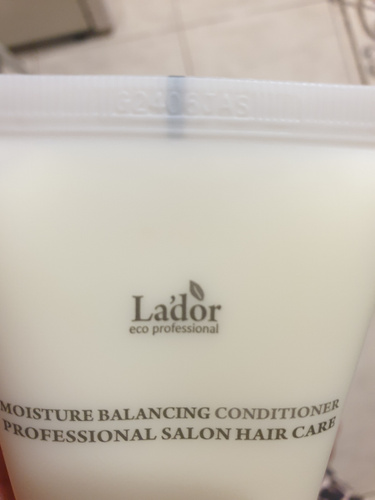 La'dor
eco professional
MOISTURE BALANCING CONDITIONER
PROFESSIONAL SALON HAIR CARE